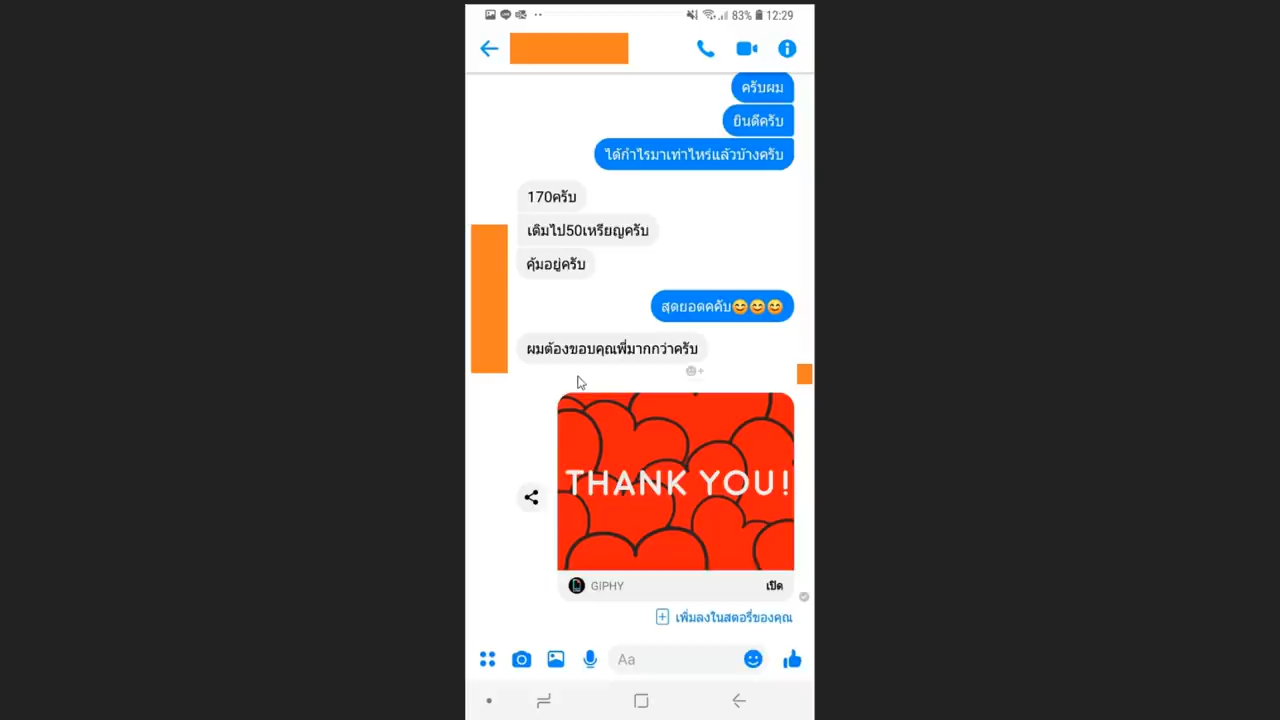 83% 12:29
ครับผม
ยินดีครับ
ได้กำไรมาเท่าไหร่แล้วบ้างครับ
170ครับ
เติมไป50เหรียญครับ
คุ้มอยู่ครับ
สุดยอดคคับ😊😊😊
ผมต้องขอบคุณพี่มากกว่าครับ
THANK YOU!
GIPHY เปิด
เพิ่มลงในสตอรี่ของคุณ
Aa